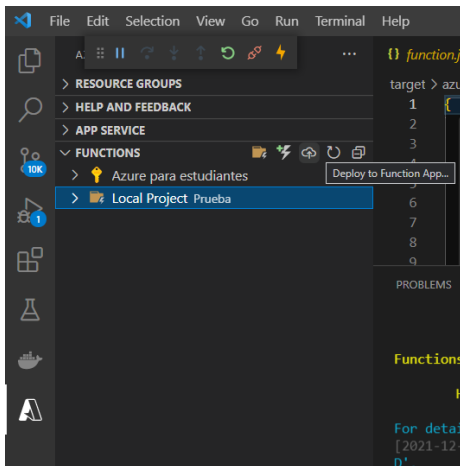 File Edit Selection View Go Run Terminal Help
A
{} function.j
RESOURCE GROUPS
target > azu
HELP AND FEEDBACK
1 {
APP SERVICE
2
FUNCTIONS
3
Azure para estudiantes
Deploy to Function App...
Local Project Prueba
6
7
8
9
10K
1
PROBLEMS
Functions
H
For detai
[2021-12-
D'